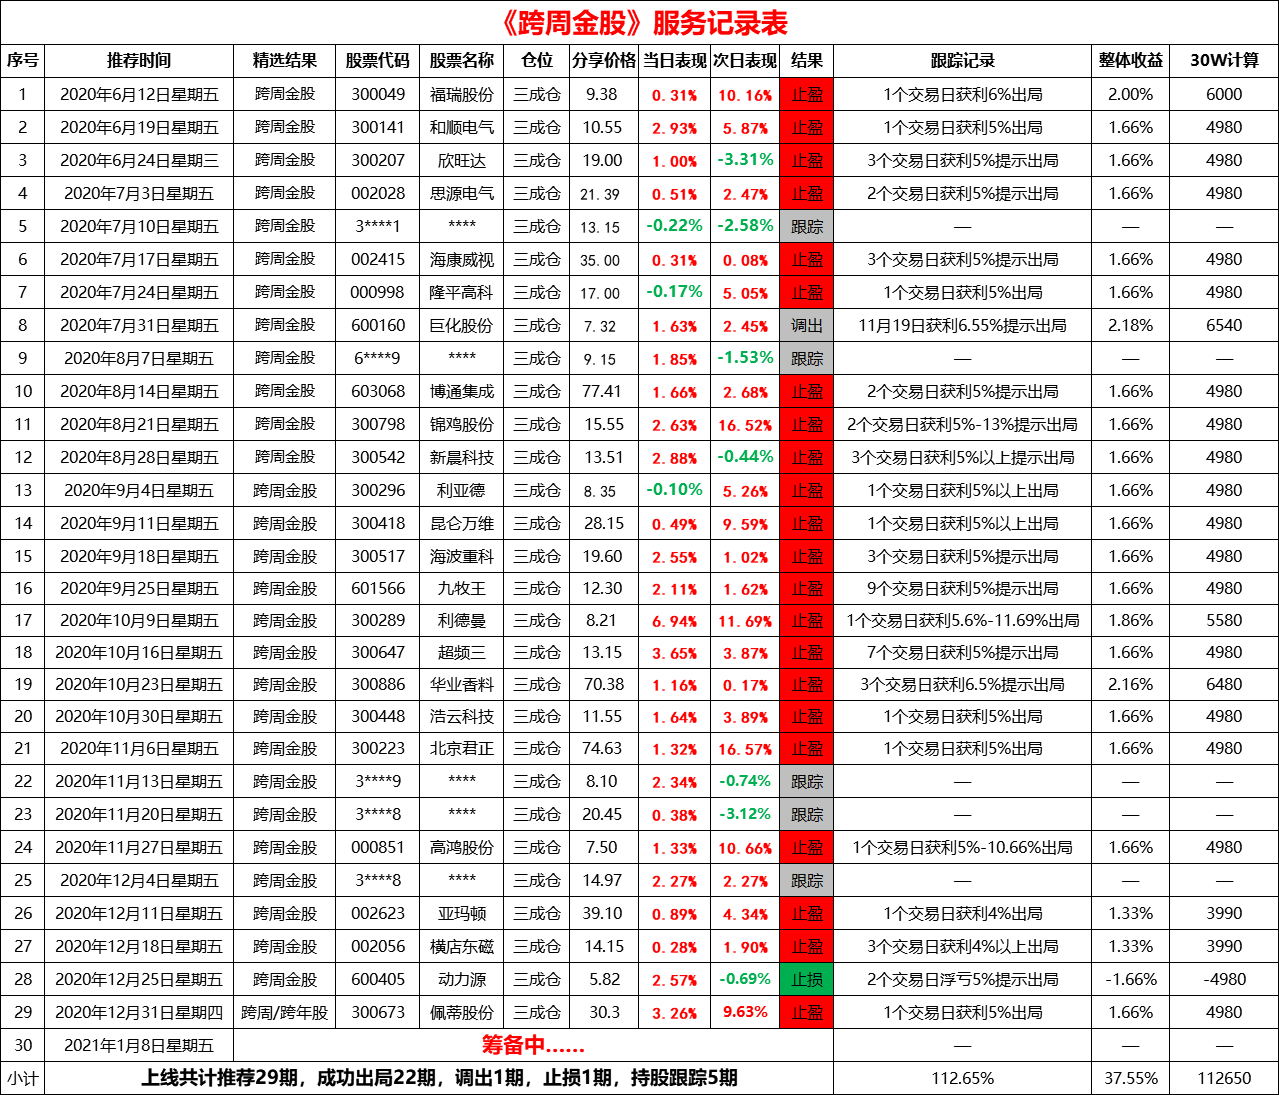 《跨周金股》服务记录表
序号 推荐时间 精选结果 股票代码 股票名称 仓位 分享价格 当日表现 次日表现 结果 跟踪记录 整体收益 30W计算
1 2020年6月12日星期五 跨周金股 300049 福瑞股份 三成仓 9.38 0.31% 10.16% 止盈 1个交易日获利6%出局 2.00% 6000
2 2020年6月19日星期五 跨周金股 300141 和顺电气 三成仓 10.55 2.93% 5.87% 止盈 1个交易日获利5%出局 1.66% 4980
3 2020年6月24日星期三 跨周金股 300207 欣旺达 三成仓 19.00 1.00% -3.31% 止盈 3个交易日获利5%提示出局 1.66% 4980
4 2020年7月3日星期五 跨周金股 002028 思源电气 三成仓 21.39 0.51% 2.47% 止盈 2个交易日获利5%提示出局 1.66% 4980
5 2020年7月10日星期五 跨周金股 3****1 **** 三成仓 13.15 -0.22% -2.58% 跟踪 — — —
6 2020年7月17日星期五 跨周金股 002415 海康威视 三成仓 35.00 0.31% 0.08% 止盈 3个交易日获利5%提示出局 1.66% 4980
7 2020年7月24日星期五 跨周金股 000998 隆平高科 三成仓 17.00 -0.17% 5.05% 止盈 1个交易日获利5%出局 1.66% 4980
8 2020年7月31日星期五 跨周金股 600160 巨化股份 三成仓 7.32 1.63% 2.45% 调出 11月19日获利6.55%提示出局 2.18% 6540
9 2020年8月7日星期五 跨周金股 6****9 **** 三成仓 9.15 1.85% -1.53% 跟踪 — — —
10 2020年8月14日星期五 跨周金股 603068 博通集成 三成仓 77.41 1.66% 2.68% 止盈 2个交易日获利5%提示出局 1.66% 4980
11 2020年8月21日星期五 跨周金股 300798 锦鸡股份 三成仓 15.55 2.63% 16.52% 止盈 2个交易日获利5%-13%提示出局 1.66% 4980
12 2020年8月28日星期五 跨周金股 300542 新晨科技 三成仓 13.51 2.88% -0.44% 止盈 3个交易日获利5%以上提示出局 1.66% 4980
13 2020年9月4日星期五 跨周金股 300296 利亚德 三成仓 8.35 -0.10% 5.26% 止盈 1个交易日获利5%以上出局 1.66% 4980
14 2020年9月11日星期五 跨周金股 300418 昆仑万维 三成仓 28.15 0.49% 9.59% 止盈 1个交易日获利5%以上出局 1.66% 4980
15 2020年9月18日星期五 跨周金股 300517 海波重科 三成仓 19.60 2.55% 1.02% 止盈 3个交易日获利5%提示出局 1.66% 4980
16 2020年9月25日星期五 跨周金股 601566 九牧王 三成仓 12.30 2.11% 1.62% 止盈 9个交易日获利5%提示出局 1.66% 4980
17 2020年10月9日星期五 跨周金股 300289 利德曼 三成仓 8.21 6.94% 11.69% 止盈 1个交易日获利5.6%-11.69%出局 1.86% 5580
18 2020年10月16日星期五 跨周金股 300647 超频三 三成仓 13.15 3.65% 3.87% 止盈 7个交易日获利5%提示出局 1.66% 4980
19 2020年10月23日星期五 跨周金股 300886 华业香料 三成仓 70.38 1.16% 0.17% 止盈 3个交易日获利6.5%提示出局 2.16% 6480
20 2020年10月30日星期五 跨周金股 300448 浩云科技 三成仓 11.55 1.64% 3.89% 止盈 1个交易日获利5%出局 1.66% 4980
21 2020年11月6日星期五 跨周金股 300223 北京君正 三成仓 74.63 1.32% 16.57% 止盈 1个交易日获利5%出局 1.66% 4980
22 2020年11月13日星期五 跨周金股 3****9 **** 三成仓 8.10 2.34% -0.74% 跟踪 — — —
23 2020年11月20日星期五 跨周金股 3****8 **** 三成仓 20.45 0.38% -3.12% 跟踪 — — —
24 2020年11月27日星期五 跨周金股 000851 高鸿股份 三成仓 7.50 1.33% 10.66% 止盈 1个交易日获利5%-10.66%出局 1.66% 4980
25 2020年12月4日星期五 跨周金股 3****8 **** 三成仓 14.97 2.27% 2.27% 跟踪 — — —
26 2020年12月11日星期五 跨周金股 002623 亚玛顿 三成仓 39.10 0.89% 4.34% 止盈 1个交易日获利4%出局 1.33% 3990
27 2020年12月18日星期五 跨周金股 002056 横店东磁 三成仓 14.15 0.28% 1.90% 止盈 3个交易日获利4%以上出局 1.33% 3990
28 2020年12月25日星期五 跨周金股 600405 动力源 三成仓 5.82 2.57% -0.69% 止损 2个交易日浮亏5%提示出局 -1.66% -4980
29 2020年12月31日星期四 跨周/跨年股 300673 佩蒂股份 三成仓 30.3 3.26% 9.63% 止盈 1个交易日获利5%出局 1.66% 4980
30 2021年1月8日星期五 筹备中…… — — —
小计 上线共计推荐29期，成功出局22期，调出1期，止损1期，持股跟踪5期 112.65% 37.55% 112650